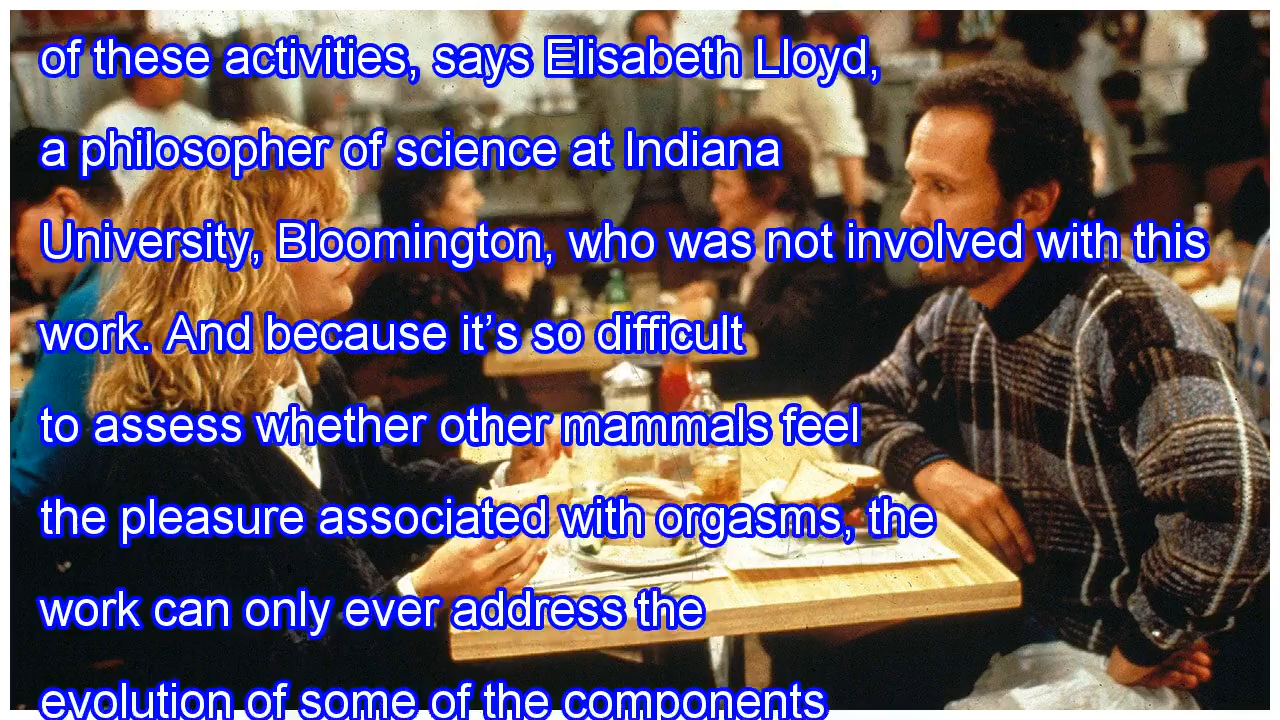 of these activities, says Elisabeth Lloyd,
a philosopher of science at Indiana
University, Bloomington, who was not involved with this
work. And because it’s so difficult
to assess whether other mammals feel
the pleasure associated with orgasms, the
work can only ever address the
evolution of some of the components